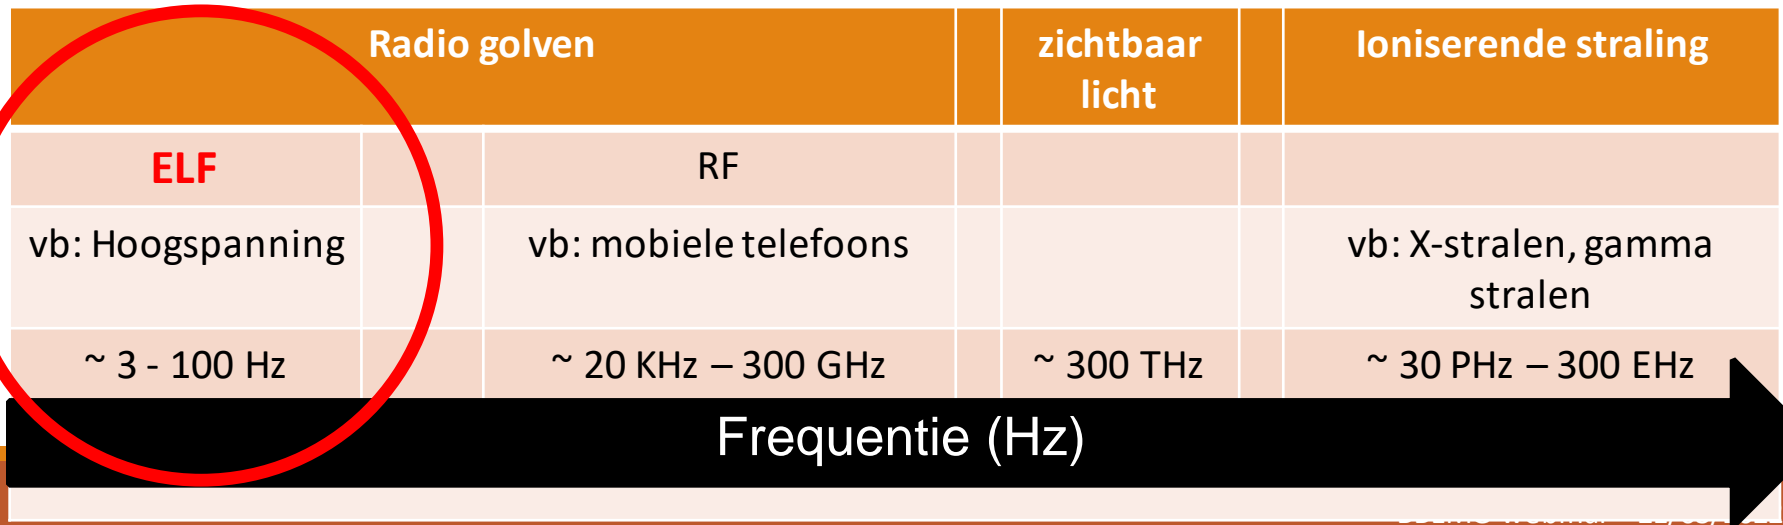 Radio golven zichtbaar Ioniserende straling
licht
ELF RF
vb: Hoogspanning vb: mobiele telefoons vb: X-stralen, gamma
stralen
~ 3 - 100 Hz ~ 20 KHz – 300 GHz ~ 300 THz ~ 30 PHz – 300 EHz
Frequentie (Hz)